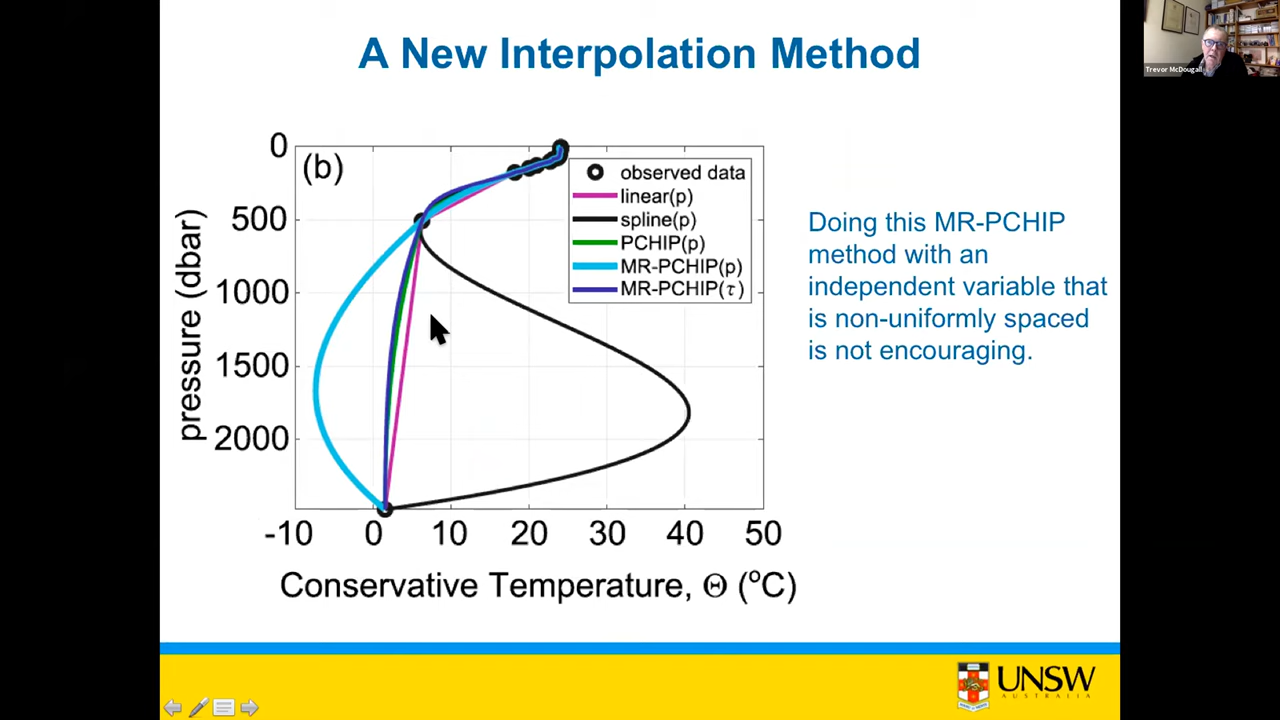 A New Interpolation Method
Trevor McDougall
(b)
0
500
1000
1500
2000
pressure (dbar)
observed data
linear(p)
spline(p)
PCHIP(p)
MR-PCHIP(p)
MR-PCHIP(τ)
-10 0 10 20 30 40 50
Conservative Temperature, Θ (°C)
Doing this MR-PCHIP
method with an
independent variable that
is non-uniformly spaced
is not encouraging.
UNSW
AUSTRALIA